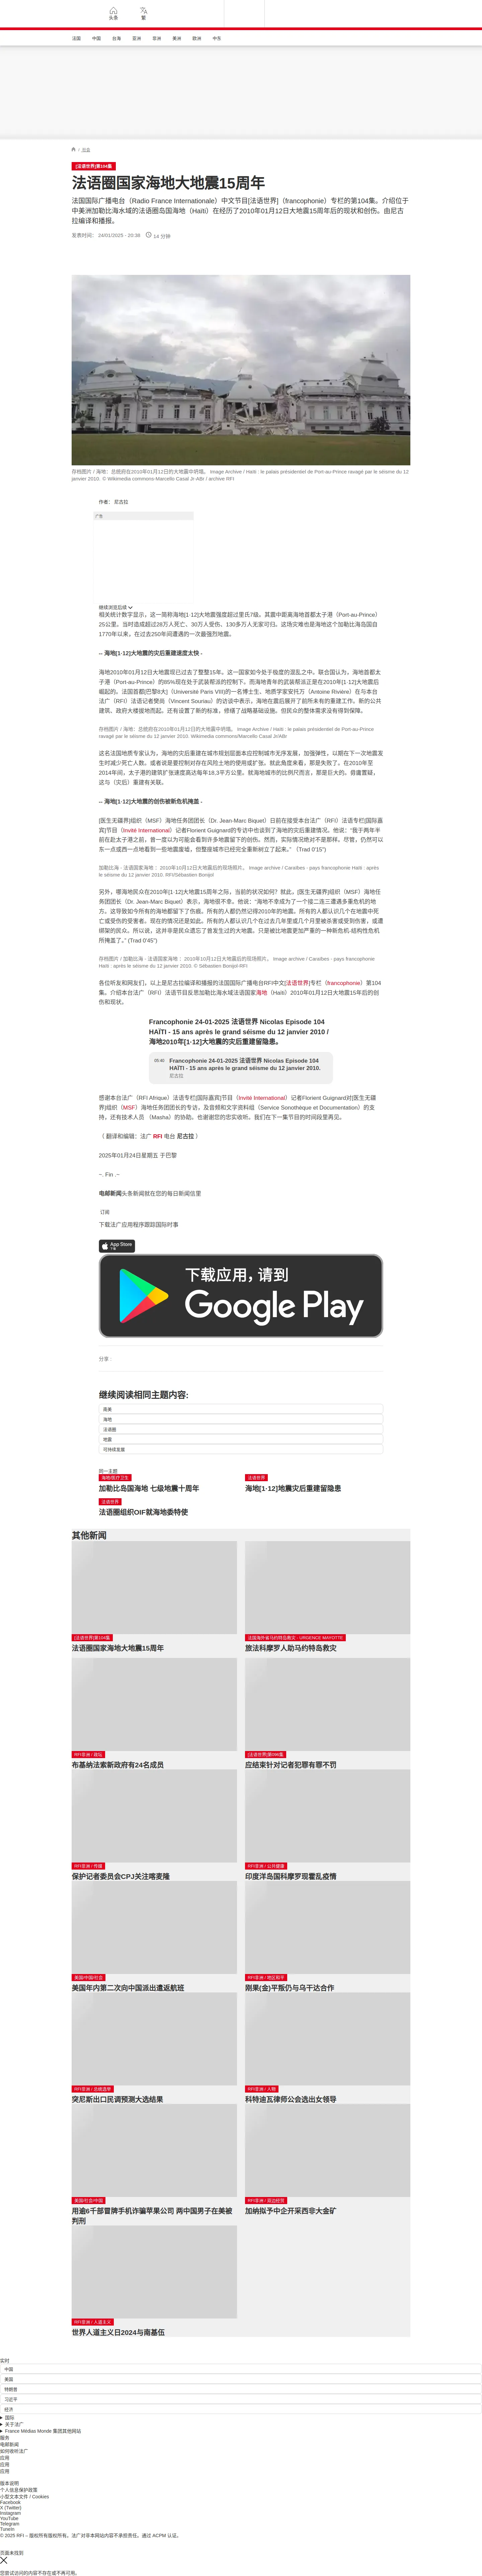 头条
繁
法国
中国
台海
亚洲
非洲
美洲
欧洲
中东
/ 抗变
[法语世界]第104集
法语圈国家海地大地震15周年
法国国际广播电台（Radio France Internationale）中文节目[法语世界]（francophonie）专栏的第104集。介绍位于
中美洲加勒比海水域的法语圈岛国海地（Haïti）在经历了2010年01月12日大地震15周年后的现状和创伤。由尼古
拉编译和播报。
发表时间： 24/01/2025 - 20:36 14 分钟
存档图片 / 海地：总统府在2010年01月12日的大地震中坍塌。 Image Archive / Haïti : le palais présidentiel de Port-au-Prince ravagé par le séisme du 12
janvier 2010. © Wikimedia commons-Marcello Casal Jr-ABr / archive RFI
作者： 尼古拉
广告
继续浏览后续
相关统计数字显示，这一简称海地[1·12]大地震强度超过里氏7级。其震中距离海地首都太子港（Port-au-Prince）
25公里。当时造成超过28万人死亡，30万人受伤、130多万人无家可归。这场灾难也是海地这个加勒比海岛国自
1770年以来，在过去250年间遭遇的一次最强烈地震。
-- 海地[1·12]大地震的灾后重建速度太快 -
海地2010年01月12日大地震现已过去了整整15年。这一国家如今处于极度的混乱之中。联合国认为，海地首都太
子港（Port-au-Prince）的85%现在处于武装帮派的控制下。而海地青年的武装帮派正是在2010年[1·12]大地震后
崛起的。法国首都[巴黎8大]（Université Paris VIII)的一名博士生、地质学家安托万（Antoine Rivière）在与本台
法广（RFI）法语记者樊尚（Vincent Souriau）的访谈中表示，海地在震后展开了前所未有的重建工作。新的公共大
楼、政府大楼拔地而起。还有设置了新的标准，修缮了战略基础设施。但民众的整体需求没有得到保障。
存档图片 / 海地：总统府在2010年01月12日的大地震中坍塌。 Image Archive / Haïti : le palais présidentiel de Port-au-Prince
ravagé par le séisme du 12 janvier 2010. Wikimedia commons/Marcello Casal Jr/ABr
这名法国地质专家认为，海地的灾后重建在城市规划层面本应控制城市无序发展，加强弹性，以期在下一次地震发
生时减少死亡人数。或者说是要控制对存在风险土地的使用或扩张。就此角度来看，那是失败了。在2010年至
2014年间，太子港的建筑扩张速度高达每年18,3平方公里。就海地城市的比例尺而言，那是巨大的。毋庸置疑，
这与（灾后）重建有关联。
-- 海地[1·12]大地震的创伤被新危机掩盖 -
[医生无疆界]组织（MSF）海地任务团团长（Dr. Jean-Marc Biquet）日前在接受本台法广（RFI）法语专栏[国际嘉
宾]节目（Invité International）记者Florient Guignard的专访中也谈到了海地的灾后重建情况。他说：“我于两年半
前在赴太子港之前，曾一度以为可能会看到许多地震留下的创伤。然而，实际情况绝对不是那样。尽管，仍然可以看
东一点或西一点地看到一些地震废墟。但整座城市已经完全重新树立了起来。” （Trad 0'15”）
加勒比海 - 法语国家海地 ：2010年10月12日大地震后的现场照片。 Image archive / Caraïbes - pays francophonie Haïti : après
le séisme du 12 janvier 2010. RFI/Sébastien Bonijol
另外，哪海地民众在2010年[1·12]大地震15周年之际，当前的状况如何？就此，[医生无疆界]组织（MSF）海地任
务团团长（Dr. Jean-Marc Biquet）表示，海地很不幸。他说：“海地不幸成为了一个接二连三遭遇多重危机的地
方。这导致如今所有的海地都留下了伤痕。所有的人都仍然记得2010年的地震。所有的人都认识几个在地震中死
亡或受伤的受害者。现在的情况还是如此。所有的人都认识几个过去几周或几个月里被杀害或受到伤害，或遭到
绑架的民众。所以说，这并非是民众遗忘了曾发生过的大地震。只是被比地震更加严重的一种新危机-结构性危机
所掩盖了。” (Trad 0'45")
存档图片 / 加勒比海 - 法语国家海地 ：2010年10月12日大地震后的现场照片。 Image archive / Caraïbes - pays francophonie
Haïti : après le séisme du 12 janvier 2010. © Sébastien Bonijol-RFI
各位听友和网友们，以上是尼古拉编译和播报的法国国际广播电台RFI中文[法语世界]专栏（francophonie）第104
集。介绍本台法广（RFI）法语节目反思加勒比海水域法语国家海地（Haïti）2010年01月12日大地震15年后的创
伤和现状。
Francophonie 24-01-2025 法语世界 Nicolas Episode 104
HAÏTI - 15 ans après le grand séisme du 12 janvier 2010 /
海地2010年[1·12]大地震的灾后重建留隐患。
05:40
Francophonie 24-01-2025 法语世界 Nicolas Episode 104
HAÏTI - 15 ans après le grand séisme du 12 janvier 2010.
尼古拉
感谢本台法广（RFI Afrique）法语专栏[国际嘉宾]节目（Invité International）记者Florient Guignard对[医生无疆
界]组织（MSF）海地任务团团长的专访，及音频和文字资料组（Service Sonothèque et Documentation）的支
持，还有技术人员 （Masha）的协助。也谢谢您的忠实收听。我们在下一集节目的时间段里再见。
（ 翻译和编辑：法广 RFI 电台 尼古拉 ）
2025年01月24日星期五 于巴黎
~. Fin .~
电邮新闻头条新闻就在您的每日新闻信里
订阅
下载法广应用程序跟踪国际时事
App Store
下载
下载应用，请到
Google Play
分享 :
继续阅读相同主题内容:
南美
海地
法语圈
地震
可持续发展
同一主题
海地/医疗卫生
加勒比岛国海地 七级地震十周年
法语世界
海地[1·12]地震灾后重建留隐患
法语世界
法语圈组织OIF就海地委特使
其他新闻
[法语世界]第104集
法语圈国家海地大地震15周年
法国海外省马约特岛救灾 - URGENCE MAYOTTE
旅法科摩罗人助马约特岛救灾
RFI非洲 / 政坛
布基纳法索新政府有24名成员
[法语世界]第096集
应结束针对记者犯罪有罪不罚
RFI非洲 / 传媒
保护记者委员会CPJ关注喀麦隆
RFI非洲 / 公共健康
印度洋岛国科摩罗现霍乱疫情
美国/中国/社会
美国年内第二次向中国派出遣返航班
RFI非洲 / 地区和平
刚果(金)平叛仍与乌干达合作
RFI非洲 / 总统选举
突尼斯出口民调预测大选结果
RFI非洲 / 人物
科特迪瓦律师公会选出女领导
美国/社会/中国
用逾6千部冒牌手机诈骗苹果公司 两中国男子在美被
判刑
RFI非洲 / 双边经贸
加纳拟予中企开采西非大金矿
RFI非洲 / 人道主义
世界人道主义日2024与南基伍
实时
中国
美国
特朗普
习近平
经济
国际
关于法广
France Médias Monde 集团其他网站
服务
电邮新闻
如何收听法广
应用
应用
应用
版本说明
个人信息保护政策
小型文本文件 / Cookies
Facebook
X (Twitter)
Instagram
YouTube
Telegram
TuneIn
© 2025 RFI – 版权所有版权所有。法广对非本网站内容不承担责任。通过 ACPM 认证。
页面未找到
您尝试访问的内容不存在或不再可用。